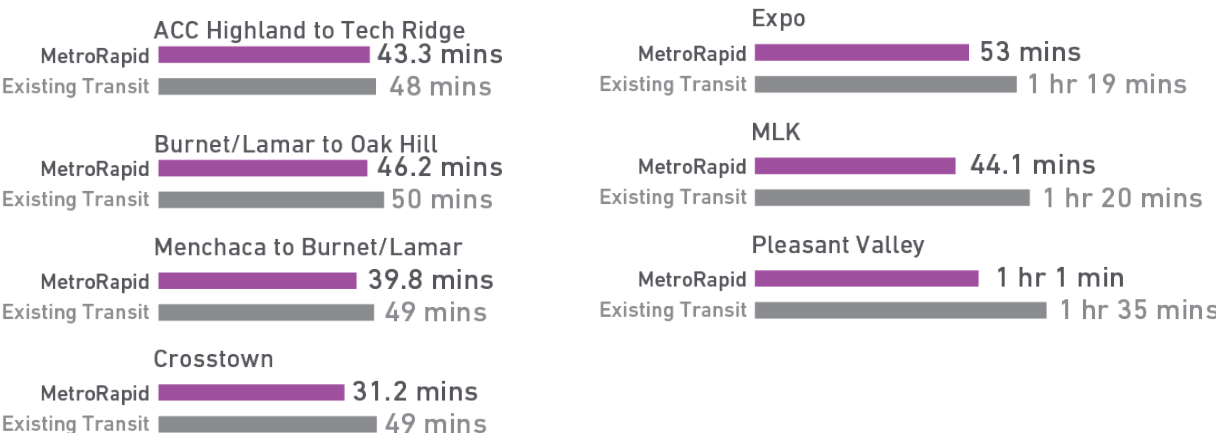 ACC Highland to Tech Ridge
MetroRapid 43.3 mins
Existing Transit 48 mins
Burnet/Lamar to Oak Hill
MetroRapid 46.2 mins
Existing Transit 50 mins
Menchaca to Burnet/Lamar
MetroRapid 39.8 mins
Existing Transit 49 mins
Crosstown
MetroRapid 31.2 mins
Existing Transit 49 mins
Expo
MetroRapid 53 mins
Existing Transit 1 hr 19 mins
MLK
MetroRapid 44.1 mins
Existing Transit 1 hr 20 mins
Pleasant Valley
MetroRapid 1 hr 1 min
Existing Transit 1 hr 35 mins